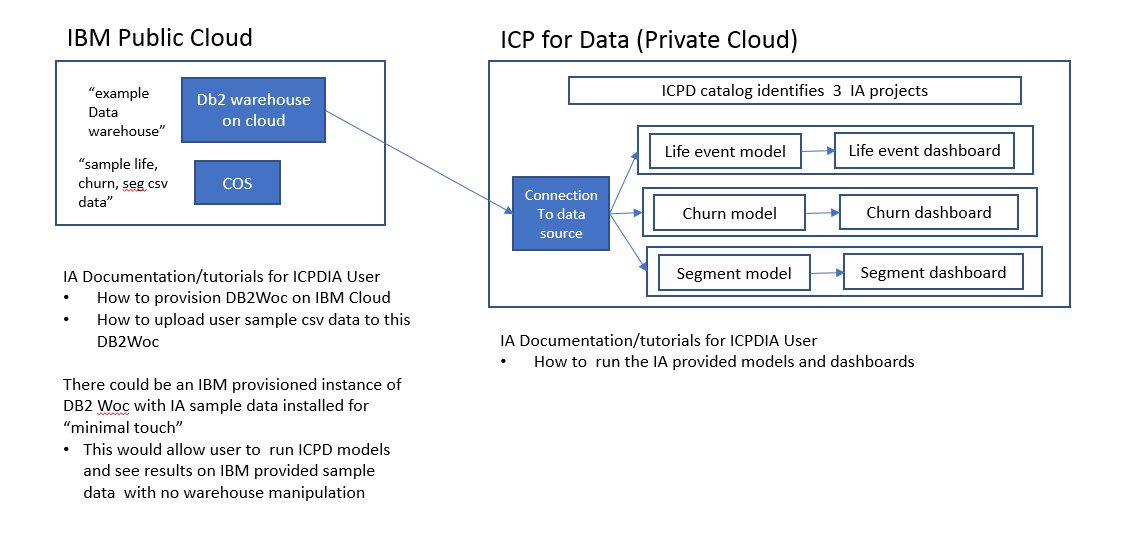 IBM Public Cloud
“example
Data
warehouse”
Db2 warehouse
on cloud
“sample life,
churn, seg csv
data”
COS
IA Documentation/tutorials for ICPDIA User
• How to provision DB2Woc on IBM Cloud
• How to upload user sample csv data to this
DB2Woc
There could be an IBM provisioned instance of
DB2 Woc with IA sample data installed for
“minimal touch”
• This would allow user to run ICPD models
and see results on IBM provided sample
data with no warehouse manipulation
ICP for Data (Private Cloud)
ICPD catalog identifies 3 IA projects
Connection
To data
source
Life event model
Life event dashboard
Churn model
Churn dashboard
Segment model
Segment dashboard
IA Documentation/tutorials for ICPDIA User
• How to run the IA provided models and dashboards